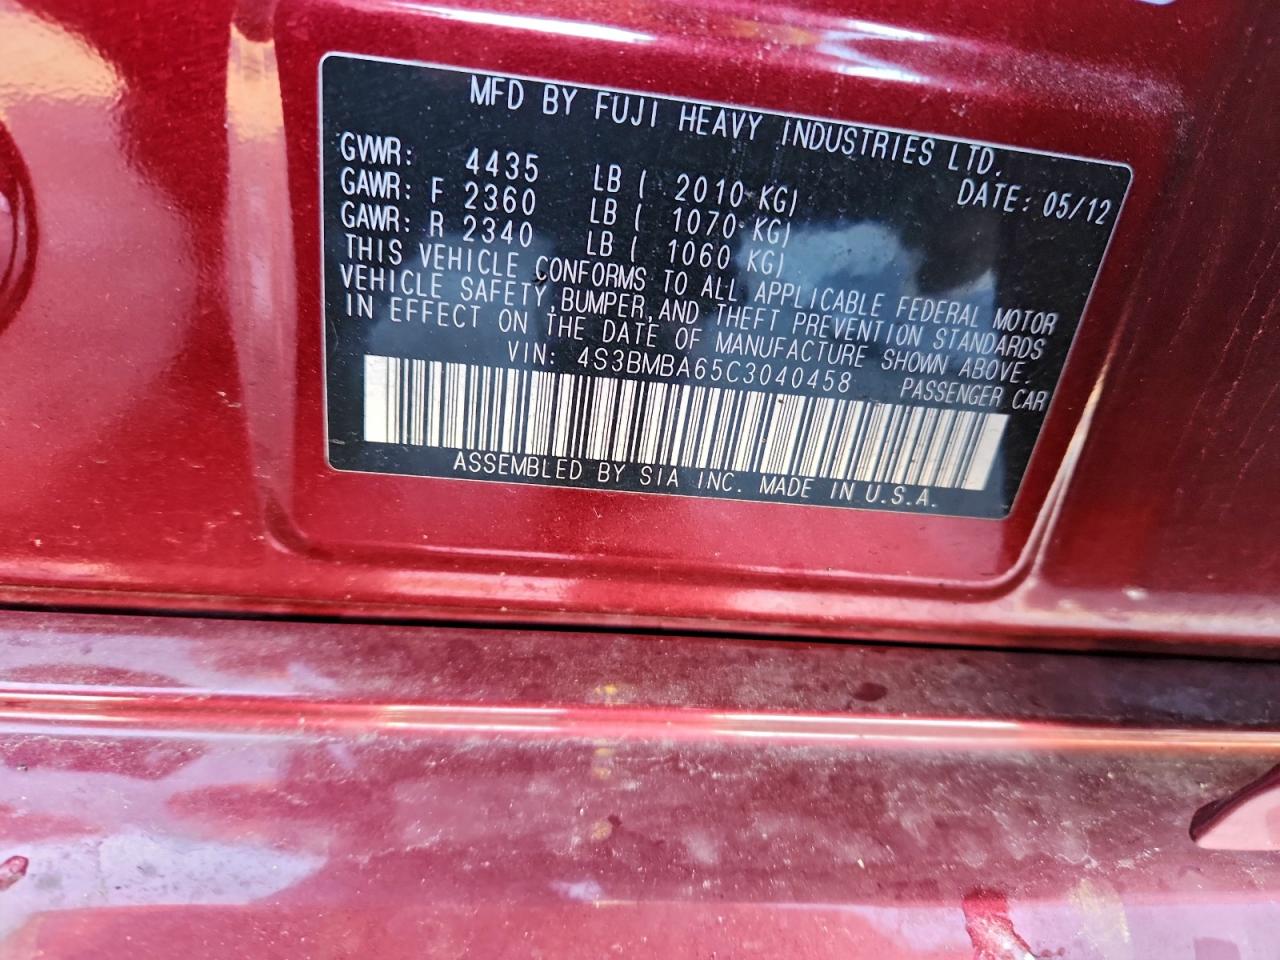 MFD BY FUJI HEAVY INDUSTRIES LTD.
DATE: 05/12
GVWR: 4435 LB ( 2010 KG)
GAWR: F 2360 LB ( 1070 KG)
GAWR: R 2340 LB ( 1060 KG)
THIS VEHICLE CONFORMS TO ALL APPLICABLE FEDERAL MOTOR
VEHICLE SAFETY, BUMPER, AND THEFT PREVENTION STANDARDS
IN EFFECT ON THE DATE OF MANUFACTURE SHOWN ABOVE.
VIN: 4S3BMBA65C3040458 PASSENGER CAR
ASSEMBLED BY SIA INC. MADE IN U.S.A.